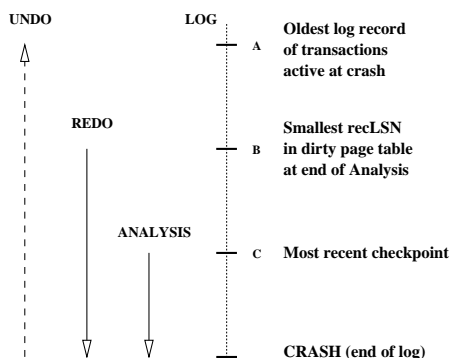 UNDO
LOG
A
Oldest log record
of transactions
active at crash
REDO
B
Smallest recLSN
in dirty page table
at end of Analysis
ANALYSIS
C
Most recent checkpoint
CRASH (end of log)